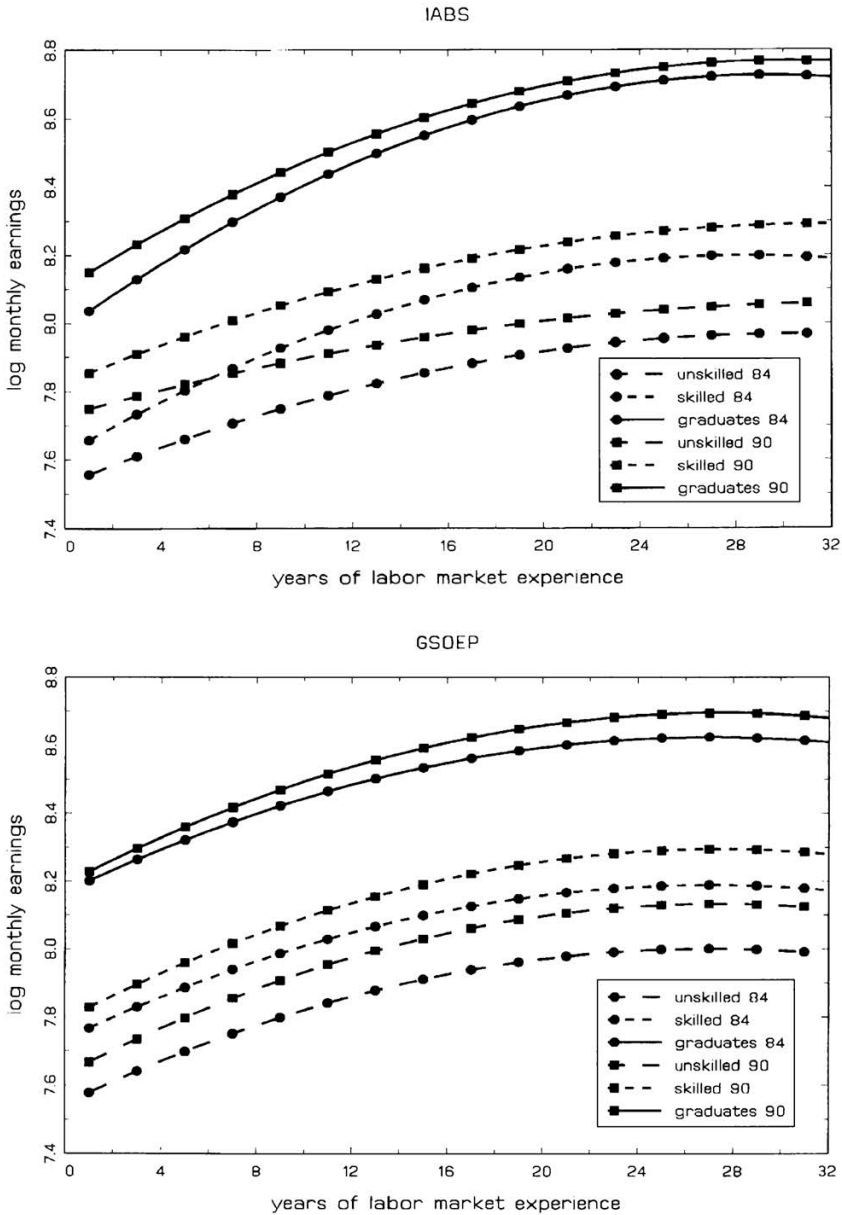 IABS
log monthly earnings
8.8
8.6
8.4
8.2
8.0
7.8
7.6
7.4
unskilled 84
skilled 84
graduates 84
unskilled 90
skilled 90
graduates 90
0 4 8 12 16 20 24 28 32
years of labor market experience
GSOEP
log monthly earnings
8.8
8.6
8.4
8.2
8.0
7.8
7.6
7.4
unskilled 84
skilled 84
graduates 84
unskilled 90
skilled 90
graduates 90
0 4 8 12 16 20 24 28 32
years of labor market experience